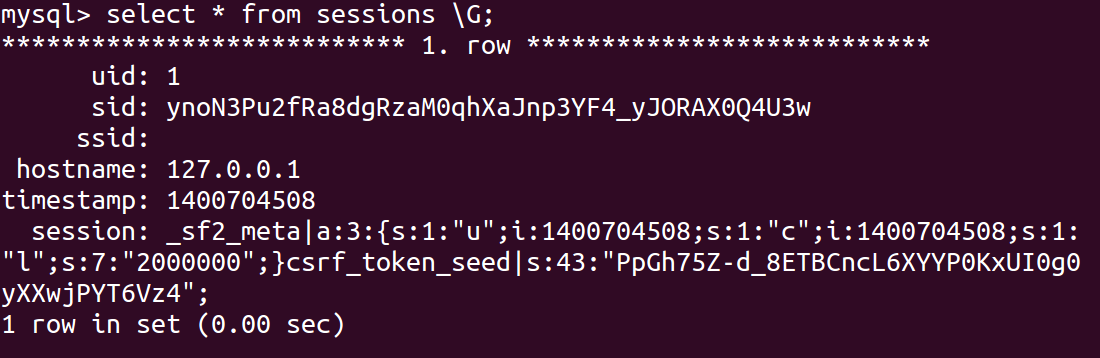 mysql> select * from sessions \G;
*************************** 1. row ***************************
      uid: 1
      sid: ynoN3Pu2fRa8dgRzaM0qhXaJnp3YF4_yJORAX0Q4U3w
     ssid:
 hostname: 127.0.0.1
timestamp: 1400704508
  session: _sf2_meta|a:3:{s:1:"u";i:1400704508;s:1:"c";i:1400704508;s:1:
"l";s:7:"2000000";}csrf_token_seed|s:43:"PpGh75Z-d_8ETBCncL6XYYP0KxUI0g0
yXXwjPYT6Vz4";
1 row in set (0.00 sec)